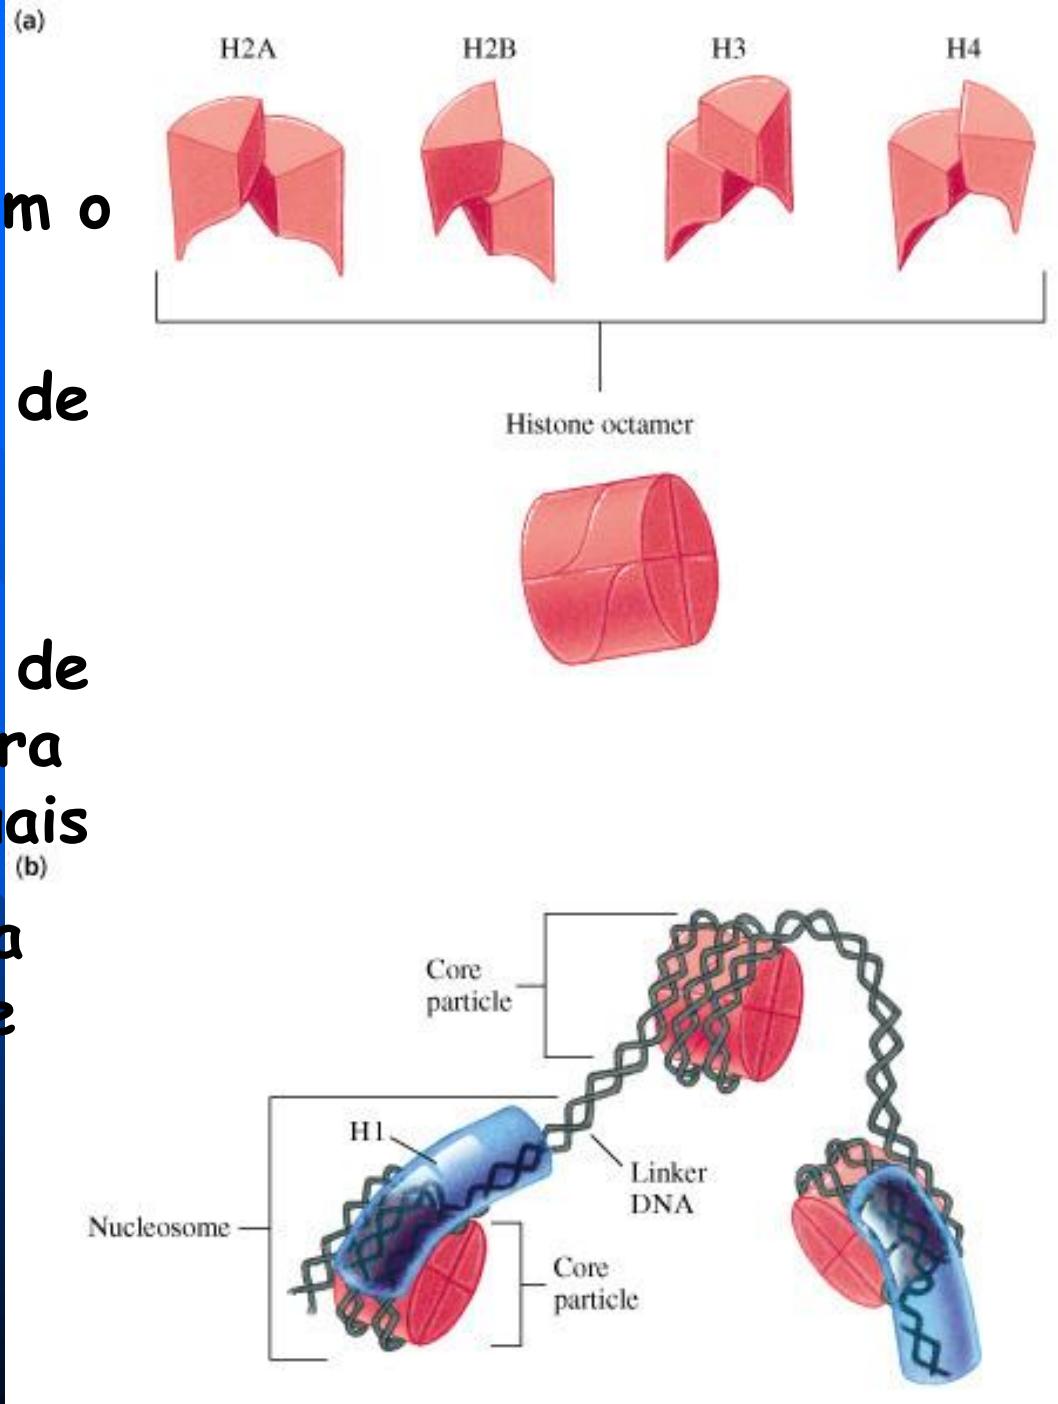 (a)
H2A H2B H3 H4
m o
de
Histone octamer
de
ra
ais
(b)
a
e
Core
particle
H1
Linker
DNA
Nucleosome
Core
particle